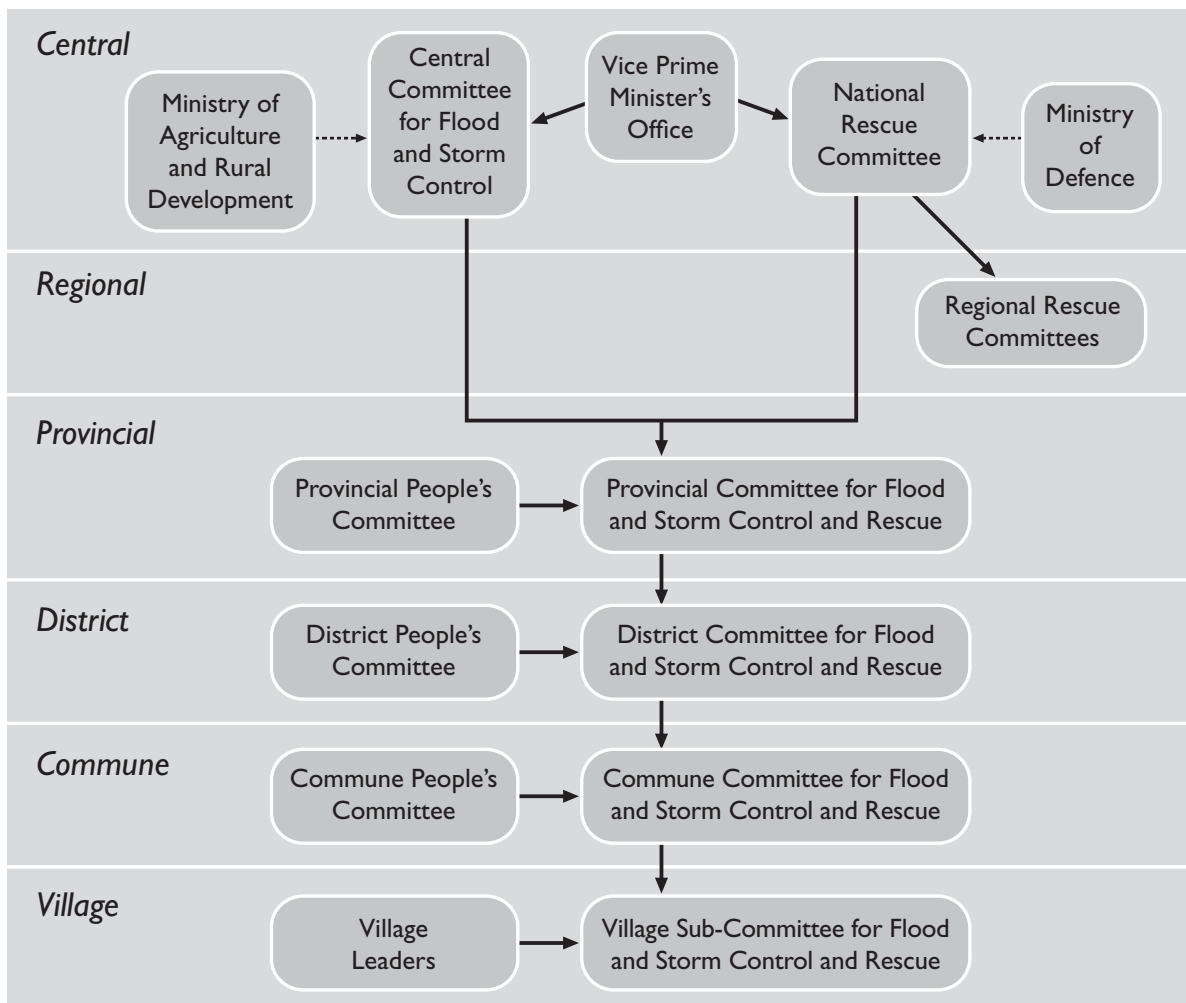 Central
Ministry of
Agriculture
and Rural
Development
Central
Committee
for Flood
and Storm
Control
Vice Prime
Minister's
Office
National
Rescue
Committee
Ministry
of
Defence
Regional
Regional Rescue
Committees
Provincial
Provincial People's
Committee
Provincial Committee for Flood
and Storm Control and Rescue
District
District People's
Committee
District Committee for Flood
and Storm Control and Rescue
Commune
Commune People's
Committee
Commune Committee for Flood
and Storm Control and Rescue
Village
Village
Leaders
Village Sub-Committee for Flood
and Storm Control and Rescue